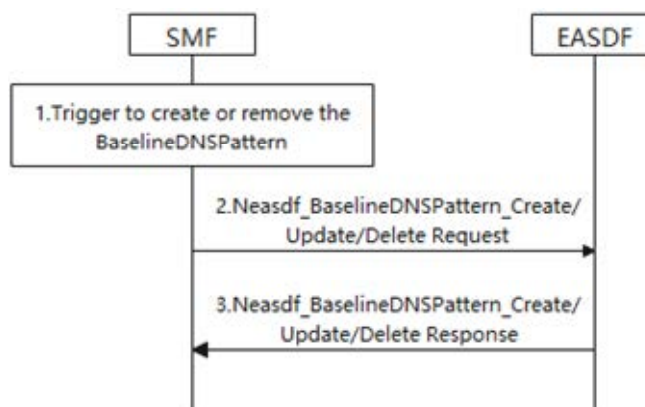 SMF
EASDF
1.Trigger to create or remove the
BaselineDNSPattern
2.Neasdf_BaselineDNSPattern_Create/
Update/Delete Request
3.Neasdf_BaselineDNSPattern_Create/
Update/Delete Response